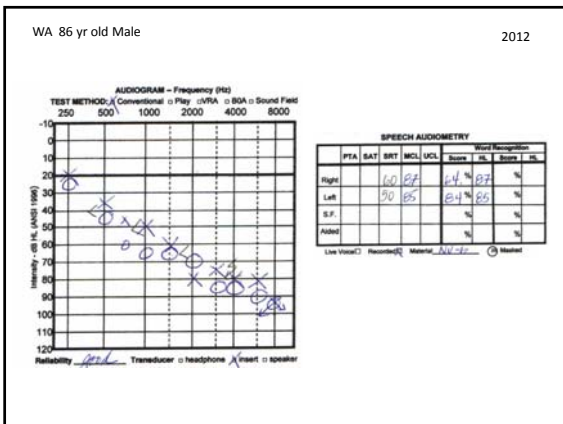 WA 86 yr old Male
2012
AUDIOGRAM – Frequency (Hz)
TEST METHOD: Conventional □ Play □VRA □ BOA □ Sound Field
250 500 1000 2000 4000 8000
-10
0
10
20
30
40
50
60
70
80
90
100
110
120
Intensity - dB HL (ANSI 1996)
Reliability good Transducer □ headphone insert □ speaker
SPEECH AUDIOMETRY
Word Recognition
PTA SAT SRT MCL UCL Score HL Score HL
Right 60 87 64 % 87 %
Left 50 85 84 % 85 %
S.F. % %
Aided % %
Live Voice□ Recorded Material Masked